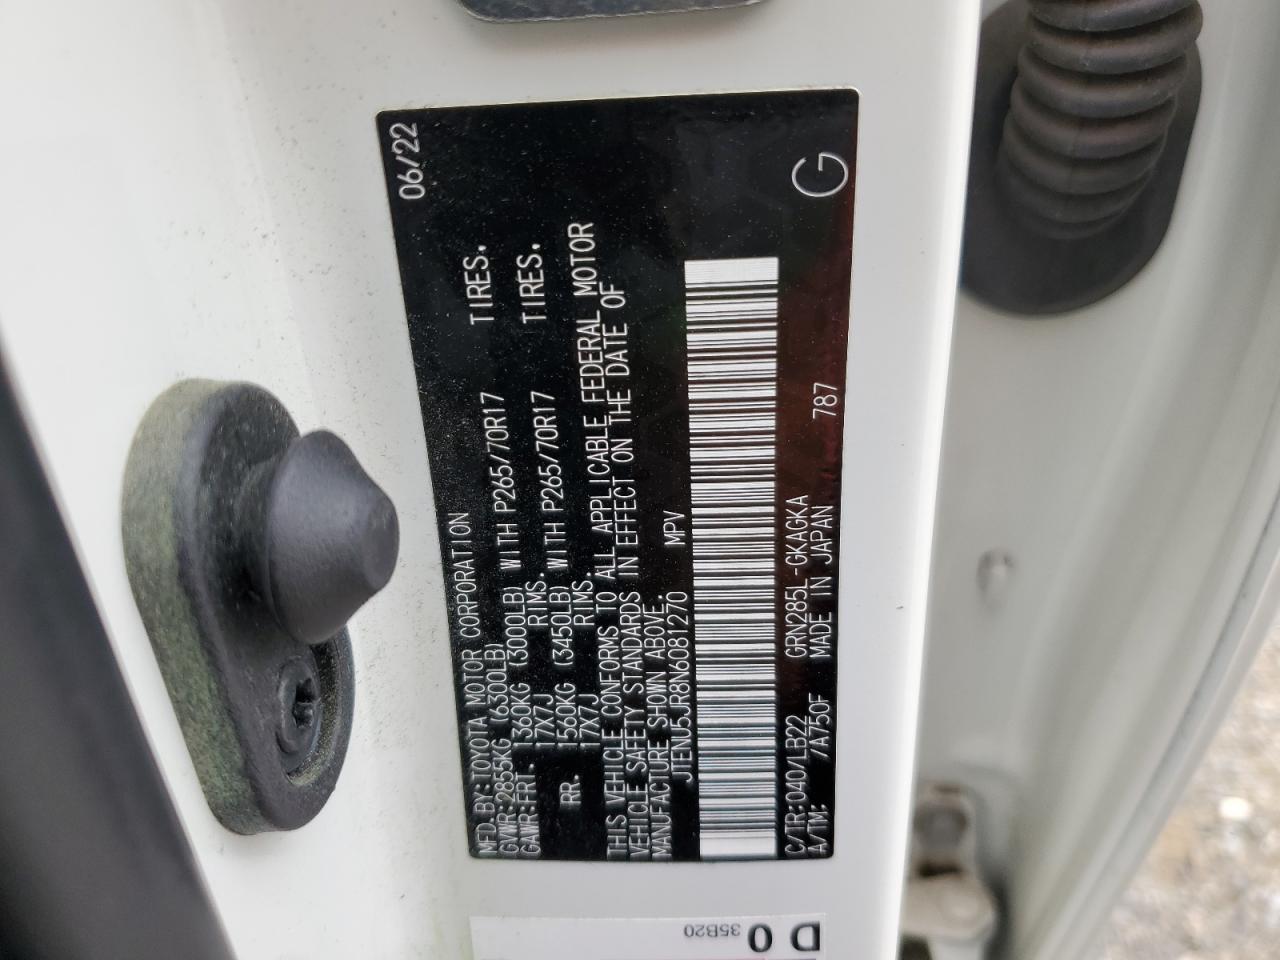 MFD.BY:TOYOTA MOTOR CORPORATION 06/22
GVWR:2855KG(6300LB)
GAWR:FRT 1360KG(3000LB) WITH P265/70R17 TIRES.
17X7J RIMS.
RR. 1560KG(3450LB) WITH P265/70R17 TIRES.
17X7J RIMS.
THIS VEHICLE CONFORMS TO ALL APPLICABLE FEDERAL MOTOR
VEHICLE SAFETY STANDARDS IN EFFECT ON THE DATE OF
MANUFACTURE SHOWN ABOVE.
JTENU5JR8N6081270 MPV
C/TR:040/LB22 GRN285L-GKAGKA
A/TM: /A750F MADE IN JAPAN 787
G
D 0
35B20